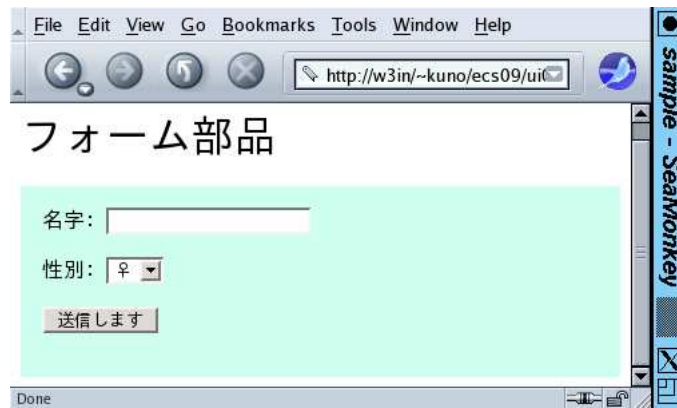 File Edit View Go Bookmarks Tools Window Help
http://w3in/~kuno/ecs09/ui
フォーム部品
名字:
性別: ♀
送信します
Done
sample - SeaMonkey